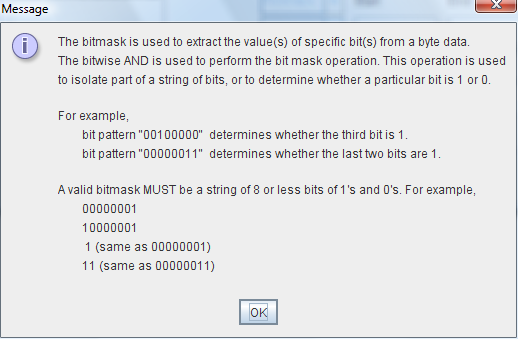 Message
The bitmask is used to extract the value(s) of specific bit(s) from a byte data.
The bitwise AND is used to perform the bit mask operation. This operation is used
to isolate part of a string of bits, or to determine whether a particular bit is 1 or 0.
For example,
bit pattern "00100000" determines whether the third bit is 1.
bit pattern "00000011" determines whether the last two bits are 1.
A valid bitmask MUST be a string of 8 or less bits of 1's and 0's. For example,
00000001
10000001
1 (same as 00000001)
11 (same as 00000011)
OK